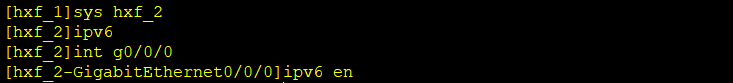 [hxf_1]sys hxf_2
[hxf_2]ipv6
[hxf_2]int g0/0/0
[hxf_2-GigabitEthernet0/0/0]ipv6 en